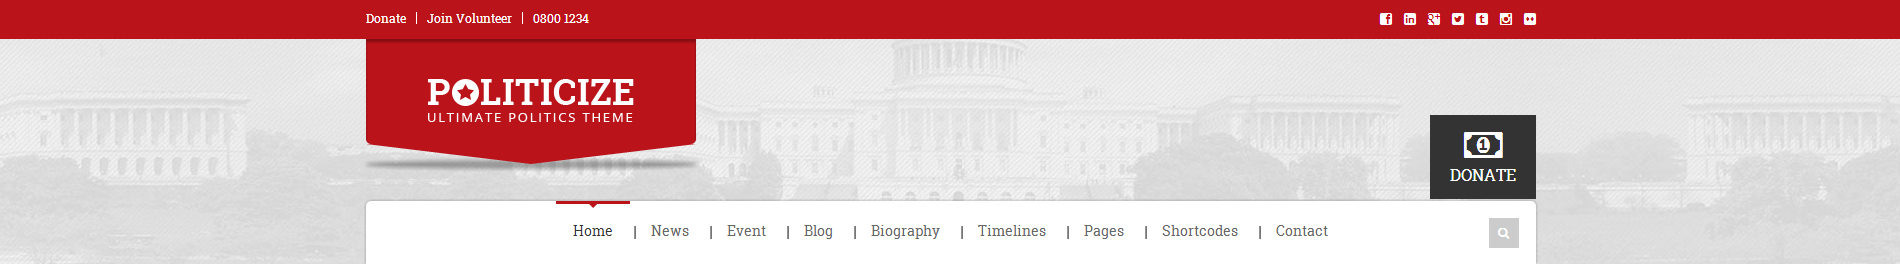 Donate | Join Volunteer | 0800 1234
POLITICIZE
ULTIMATE POLITICS THEME
1
DONATE
Home | News | Event | Blog | Biography | Timelines | Pages | Shortcodes | Contact